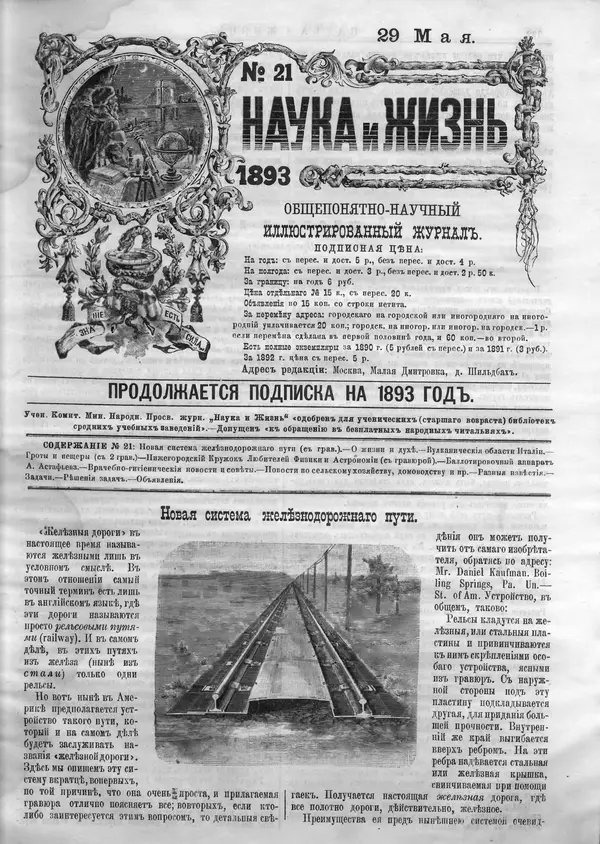 29 Мая.
№ 21
НАУКА и ЖИЗНЬ
1893
ОБЩЕПОНЯТНО-НАУЧНЫЙ
ИЛЛЮСТРИРОВАННЫЙ ЖУРНАЛЪ.
ПОДПИСНАЯ ЦѢНА:
На годъ: съ перес. и дост. 5 р., безъ перес. и дост. 4 р.
На полгода: съ перес. и дост. 3 р., безъ перес. и дост. 2 р. 50 к.
За границу: на годъ 6 руб.
Цѣна отдѣльнаго № 15 к., съ перес. 20 к.
Объявленія по 15 коп. со строки петита.
За перемѣну адреса: городскаго на городской или иногородняго на иного-
родній уплачивается 20 коп.; городск. на иногор. или иногор. на городск.—1 р.
если перемѣна сдѣлана въ первой половинѣ года, и 60 коп.—во второй.
Есть полные экземпляры за 1890 г. (5 рублей съ перес.) и за 1891 г. (3 руб.).
За 1892 г. цѣна съ перес. 5 р.
Адресъ редакціи: Москва, Малая Дмитровка, д. Шильдбахъ.
ЗНА НІЕ ЕСТЬ СИЛА
ПРОДОЛЖАЕТСЯ ПОДПИСКА НА 1893 ГОДЪ.
Учен. Комит. Мин. Народн. Просв. журн. „Наука и Жизнь“ «одобренъ для ученическихъ (старшаго возраста) библіотекъ
среднихъ учебныхъ заведеній».—Допущенъ «къ обращенію въ безплатныхъ народныхъ читальняхъ».
СОДЕРЖАНІЕ № 21: Новая система желѣзнодорожнаго пути (съ грав.).—О жизни и духѣ.—Вулканическія области Италіи.—
Гроты и пещеры (съ 2 грав.).—Нижегородскій Кружокъ Любителей Физики и Астрономіи (съ гравюрой).—Баллотировочный аппаратъ
А. Астафьева.—Врачебно-гигіеническія новости и совѣты.—Новости по сельскому хозяйству, домоводству и пр.—Разныя извѣстія.—
Задачи.—Рѣшенія задачъ.—Объявленія.
Новая система желѣзнодорожнаго пути.
«Желѣзныя дороги» въ
настоящее время называ-
ются желѣзными лишь въ
условномъ смыслѣ. Въ
этомъ отношеніи самый
точный терминъ есть лишь
въ англійскомъ языкѣ, гдѣ
эти дороги называются
просто рельсовыми путя-
ми (railway). И въ самомъ
дѣлѣ, въ этихъ путяхъ
изъ желѣза (нынѣ изъ
стали) только одни
рельсы.
Но вотъ нынѣ въ Аме-
рикѣ предполагается уст-
ройство такого пути, ко-
торый и на самомъ дѣлѣ
будетъ заслуживать на-
званія «желѣзной дороги».
Здѣсь мы опишемъ эту си-
стему вкратцѣ, вопервыхъ,
по той причинѣ, что она очень проста, и прилагаемая
гравюра отлично поясняетъ все; вовторыхъ, если кто-
либо заинтересуется этимъ вопросомъ, то детальныя свѣ-
дѣнія онъ можетъ полу-
чить отъ самаго изобрѣта-
теля, обратясь по адресу:
Mr. Daniel Kaufman. Boi-
ling Springs, Pa. Un.—
St. of Am. Устройство, въ
общемъ, таково:
Рельсы кладутся на же-
лѣзныя, или стальныя пла-
стины и привинчиваются
къ нимъ скрѣпленіями осо-
баго устройства, ясными
изъ гравюръ. Съ наруж-
ной стороны подъ эту
пластину подкладывается
другая, для приданія боль-
шей прочности. Внутрен-
ній же край выгибается
вверхъ ребромъ. На эти
ребра надѣвается стальная
или желѣзная крышка,
свинчиваемая при помощи
гаекъ. Получается настоящая желѣзная дорога, гдѣ
все полотно дороги, дѣйствительно, желѣзное.
Преимущества ея предъ нынѣшнею системой очевид-